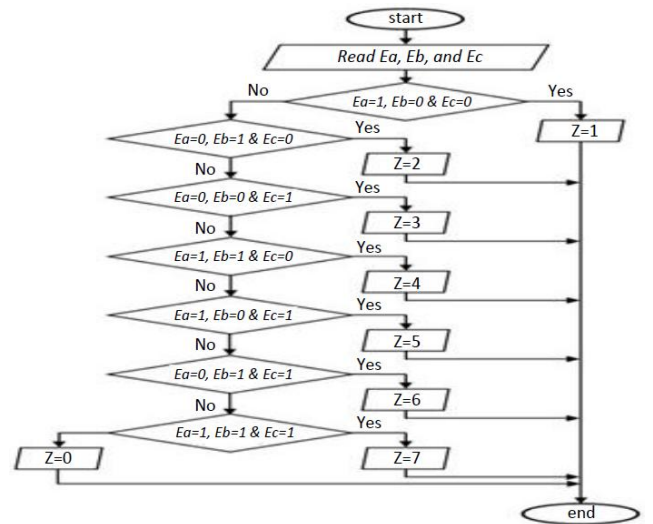 start
Read Ea, Eb, and Ec
No
Ea=1, Eb=0 & Ec=0
Yes
Z=1
Ea=0, Eb=1 & Ec=0
Yes
Z=2
No
Ea=0, Eb=0 & Ec=1
Yes
Z=3
No
Ea=1, Eb=1 & Ec=0
Yes
Z=4
No
Ea=1, Eb=0 & Ec=1
Yes
Z=5
No
Ea=0, Eb=1 & Ec=1
Yes
Z=6
No
Ea=1, Eb=1 & Ec=1
Yes
Z=0
Z=7
end